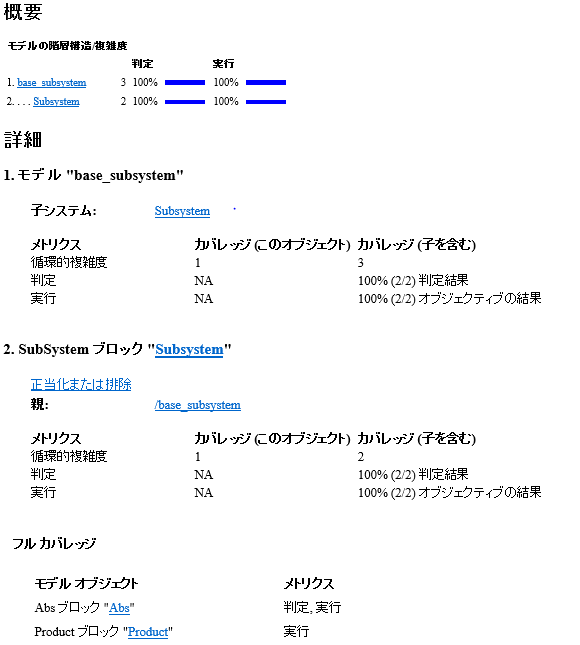 概要
モデルの階層構造/複雑度
判定 実行
1. base_subsystem 3 100% 100%
2. . . . Subsystem 2 100% 100%
詳細
1. モデル "base_subsystem"
子システム: Subsystem
メトリクス カバレッジ (このオブジェクト) カバレッジ (子を含む)
循環的複雑度 1 3
判定 NA 100% (2/2) 判定結果
実行 NA 100% (2/2) オブジェクティブの結果
2. SubSystem ブロック "Subsystem"
正当化または排除
親: /base_subsystem
メトリクス カバレッジ (このオブジェクト) カバレッジ (子を含む)
循環的複雑度 1 2
判定 NA 100% (2/2) 判定結果
実行 NA 100% (2/2) オブジェクティブの結果
フル カバレッジ
モデル オブジェクト メトリクス
Abs ブロック "Abs" 判定, 実行
Product ブロック "Product" 実行